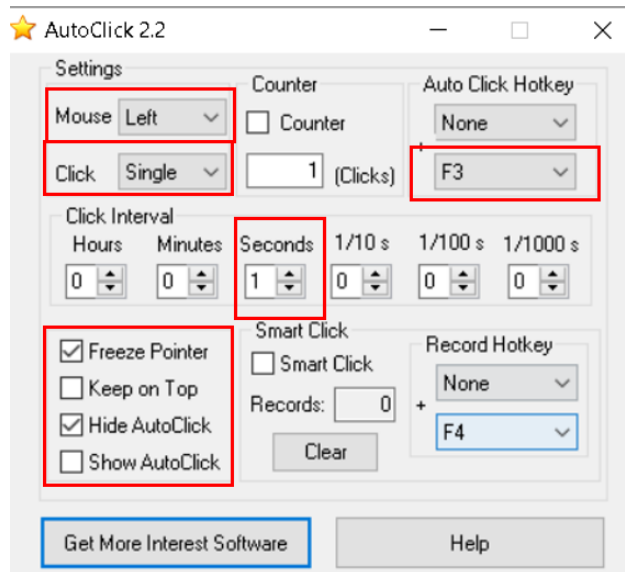 AutoClick 2.2
Settings
Mouse Left
Click Single
Counter
Counter
1 (Clicks)
Auto Click Hotkey
None
+
F3
Click Interval
Hours Minutes Seconds 1/10 s 1/100 s 1/1000 s
0 0 1 0 0 0
Freeze Pointer
Keep on Top
Hide AutoClick
Show AutoClick
Smart Click
Smart Click
Records: 0
Clear
Record Hotkey
None
+
F4
Get More Interest Software
Help